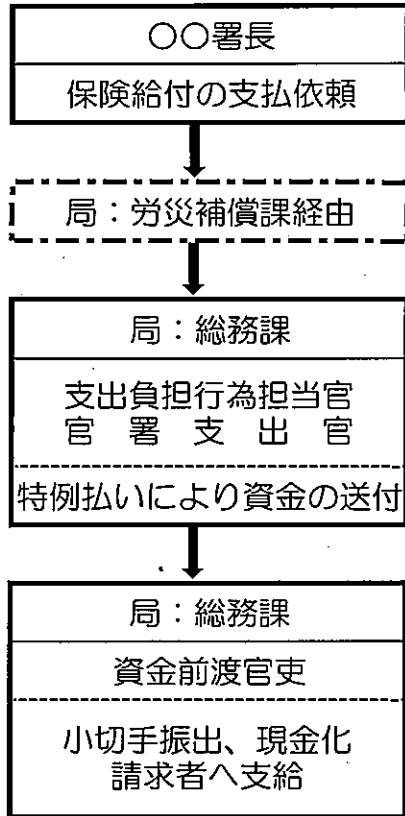 〇〇署長
保険給付の支払依頼
局：労災補償課経由
局：総務課
支出負担行為担当官
官署支出官
特例払いにより資金の送付
局：総務課
資金前渡官吏
小切手振出、現金化
請求者へ支給